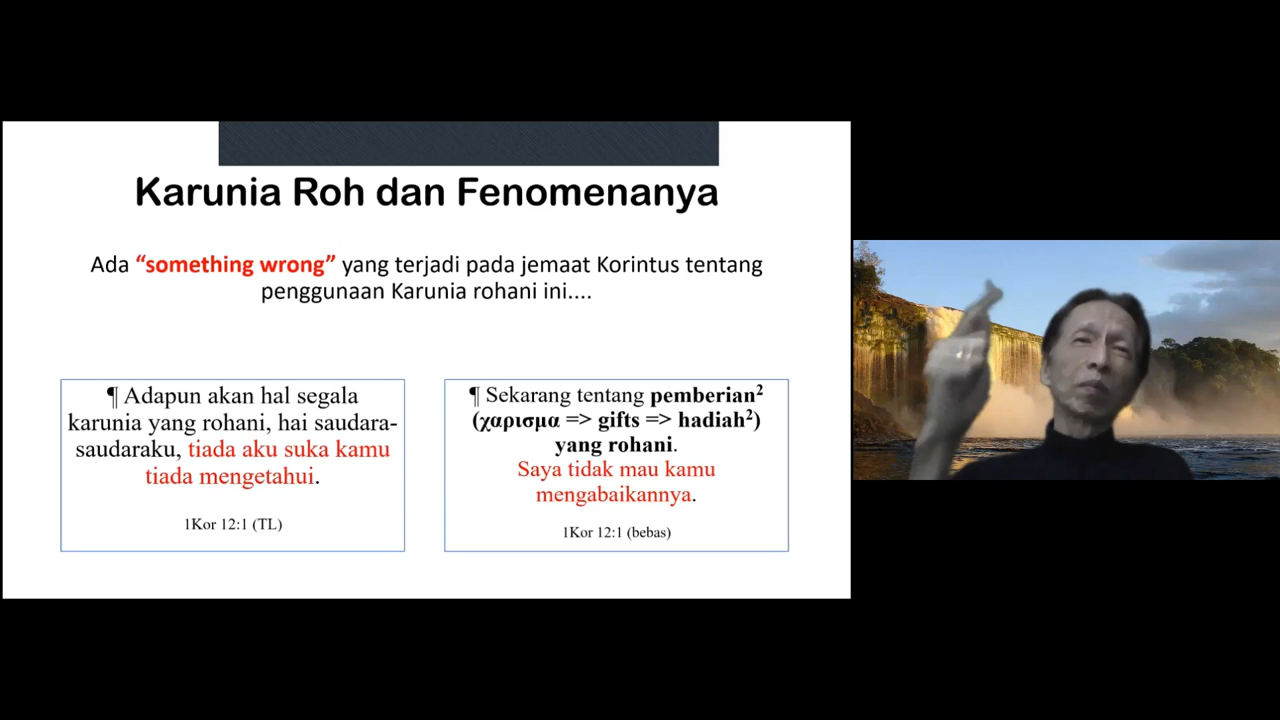 Karunia Roh dan Fenomenanya
Ada “something wrong” yang terjadi pada jemaat Korintus tentang
penggunaan Karunia rohani ini....
¶ Adapun akan hal segala
karunia yang rohani, hai saudara-
saudaraku, tiada aku suka kamu
tiada mengetahui.
1Kor 12:1 (TL)
¶ Sekarang tentang pemberian²
(χαρισμα => gifts => hadiah²)
yang rohani.
Saya tidak mau kamu
mengabaikannya.
1Kor 12:1 (bebas)